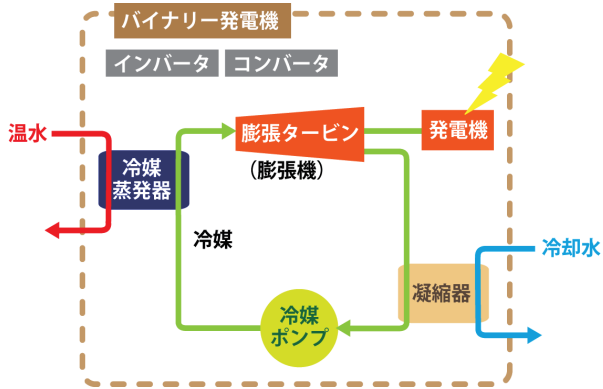 バイナリー発電機
インバータ
コンバータ
温水
冷媒
蒸発器
膨張タービン
(膨張機)
発電機
冷媒
冷却水
凝縮器
冷媒
ポンプ